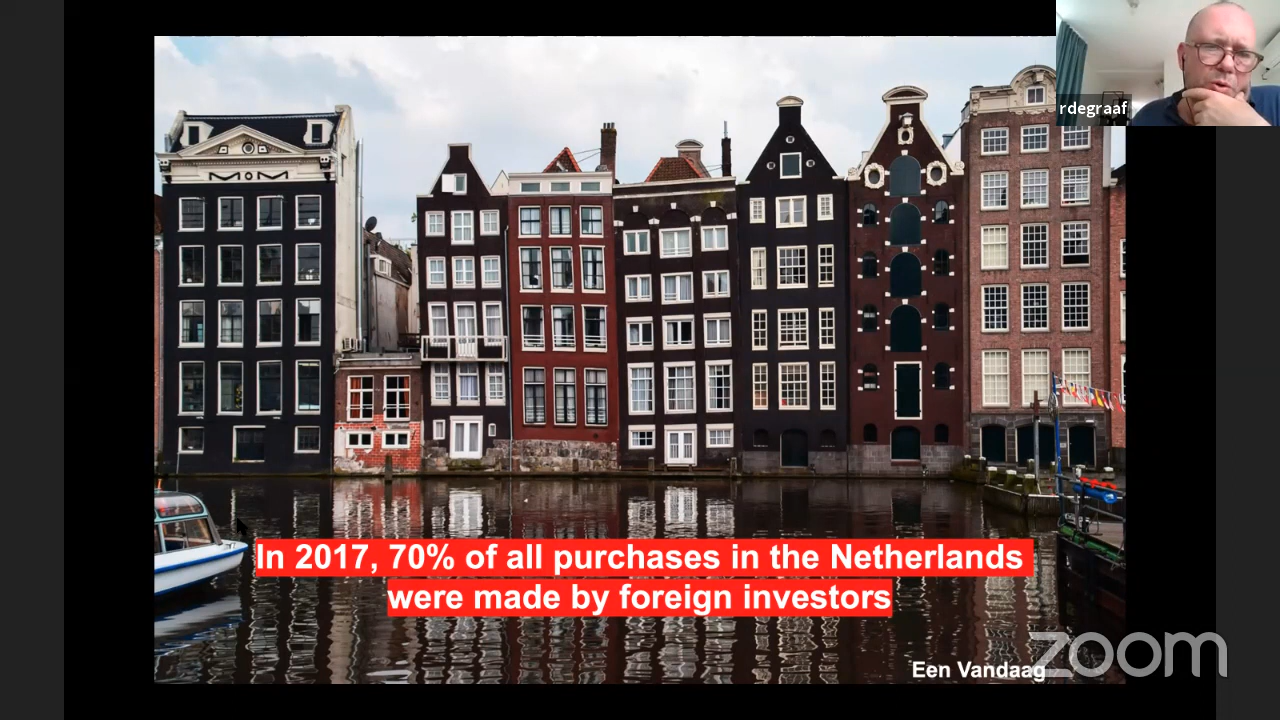 rdegraaf
In 2017, 70% of all purchases in the Netherlands
were made by foreign investors
Een Vandaag
zoom